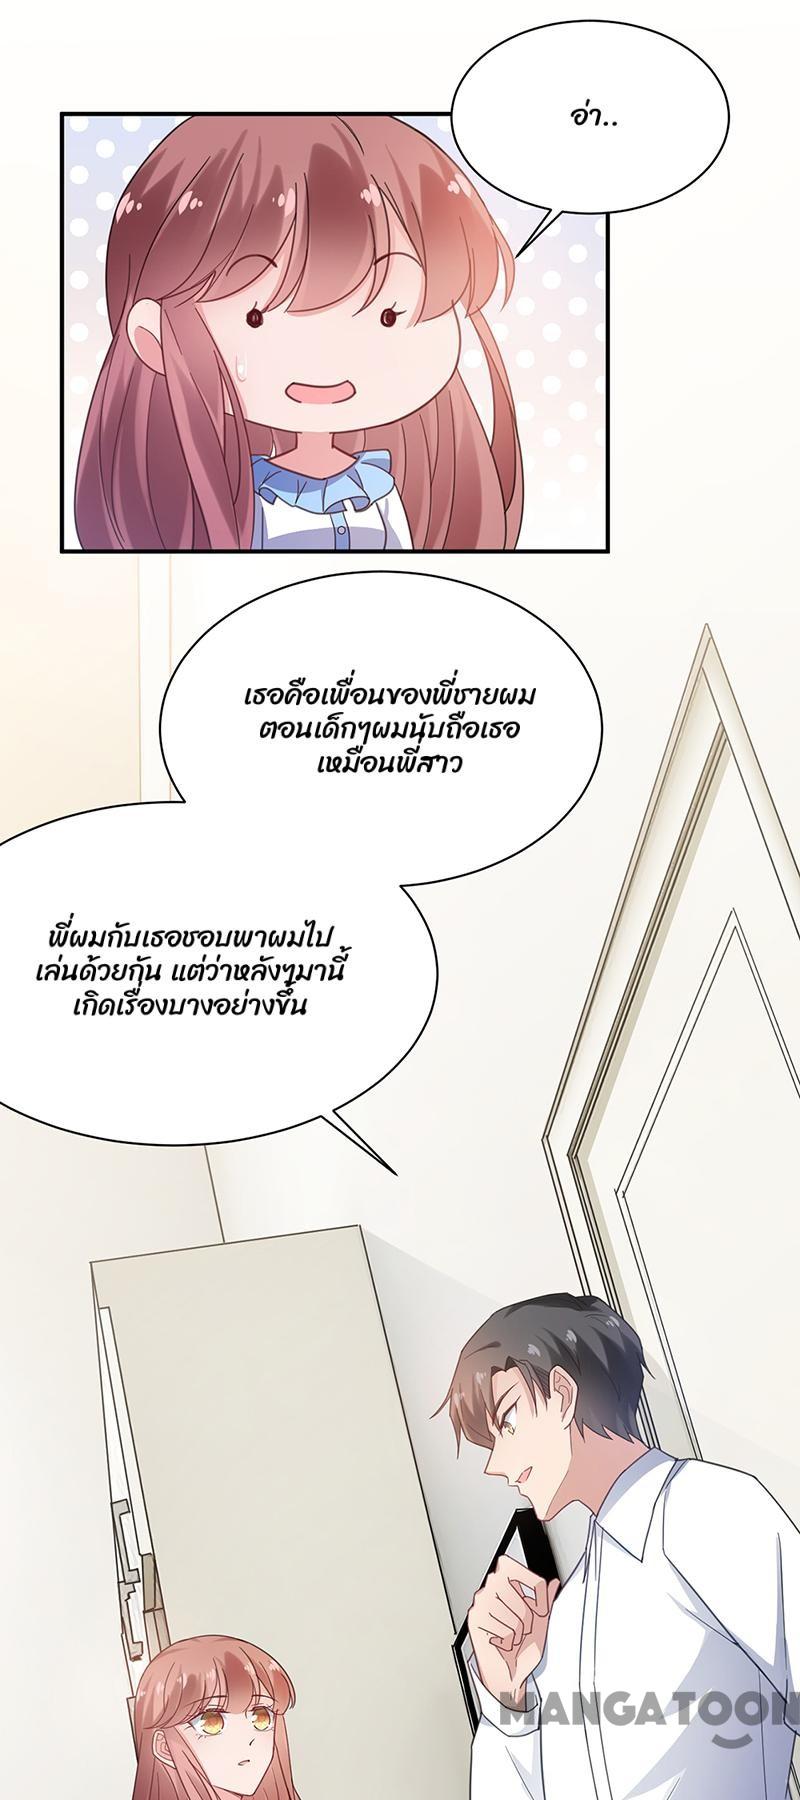 อ่า..
เธอคือเพื่อนของพี่ชายผม
ตอนเด็กๆผมนับถือเธอ
เหมือนพี่สาว
พี่ผมกับเธอชอบพาผมไป
เล่นด้วยกัน แต่ว่าหลังๆมานี้
เกิดเรื่องบางอย่างขึ้น
MANGATOON